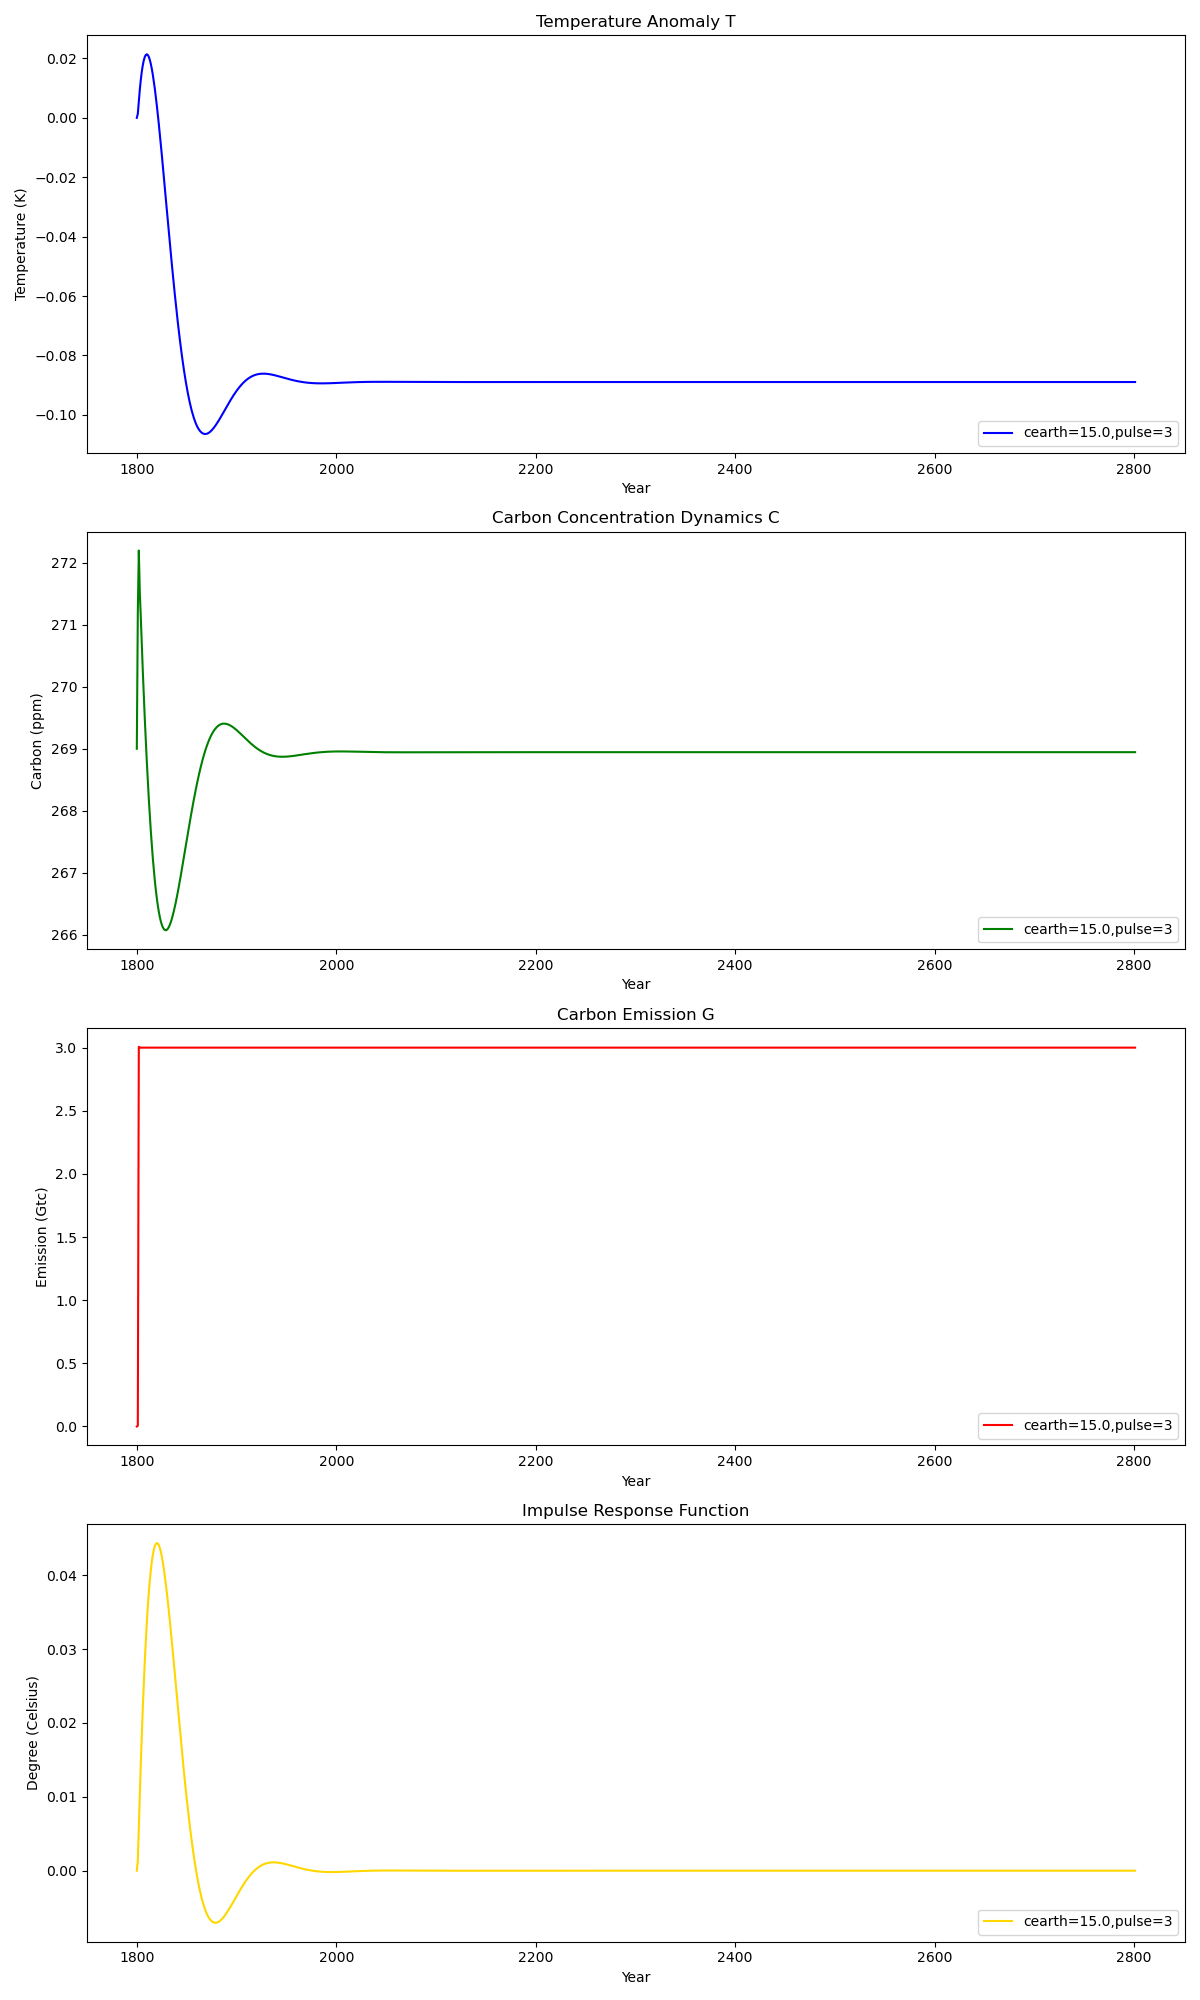 Temperature Anomaly T
0.02
0.00
−0.02
−0.04
−0.06
−0.08
−0.10
Temperature (K)
cearth=15.0,pulse=3
1800 2000 2200 2400 2600 2800
Year
Carbon Concentration Dynamics C
272
271
270
269
268
267
266
Carbon (ppm)
cearth=15.0,pulse=3
1800 2000 2200 2400 2600 2800
Year
Carbon Emission G
3.0
2.5
2.0
1.5
1.0
0.5
0.0
Emission (Gtc)
cearth=15.0,pulse=3
1800 2000 2200 2400 2600 2800
Year
Impulse Response Function
0.04
0.03
0.02
0.01
0.00
Degree (Celsius)
cearth=15.0,pulse=3
1800 2000 2200 2400 2600 2800
Year